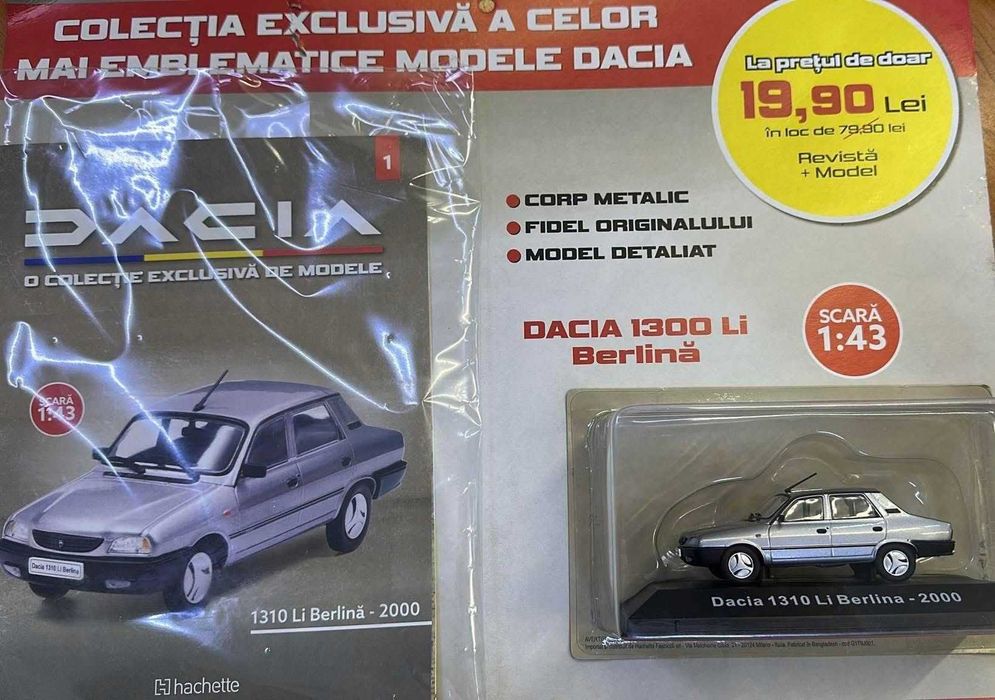 COLECȚIA EXCLUSIVĂ A CELOR
MAI EMBLEMATICE MODELE DACIA
La prețul de doar
19,90 Lei
în loc de 79,90 lei
Revistă
+ Model
1
DACIA
O COLECȚIE EXCLUSIVĂ DE MODELE
CORP METALIC
FIDEL ORIGINALULUI
MODEL DETALIAT
DACIA 1300 Li
Berlină
SCARĂ
1:43
SCARĂ
1:43
Dacia 1310 Li Berlina
1310 Li Berlină - 2000
hachette
Dacia 1310 Li Berlina - 2000